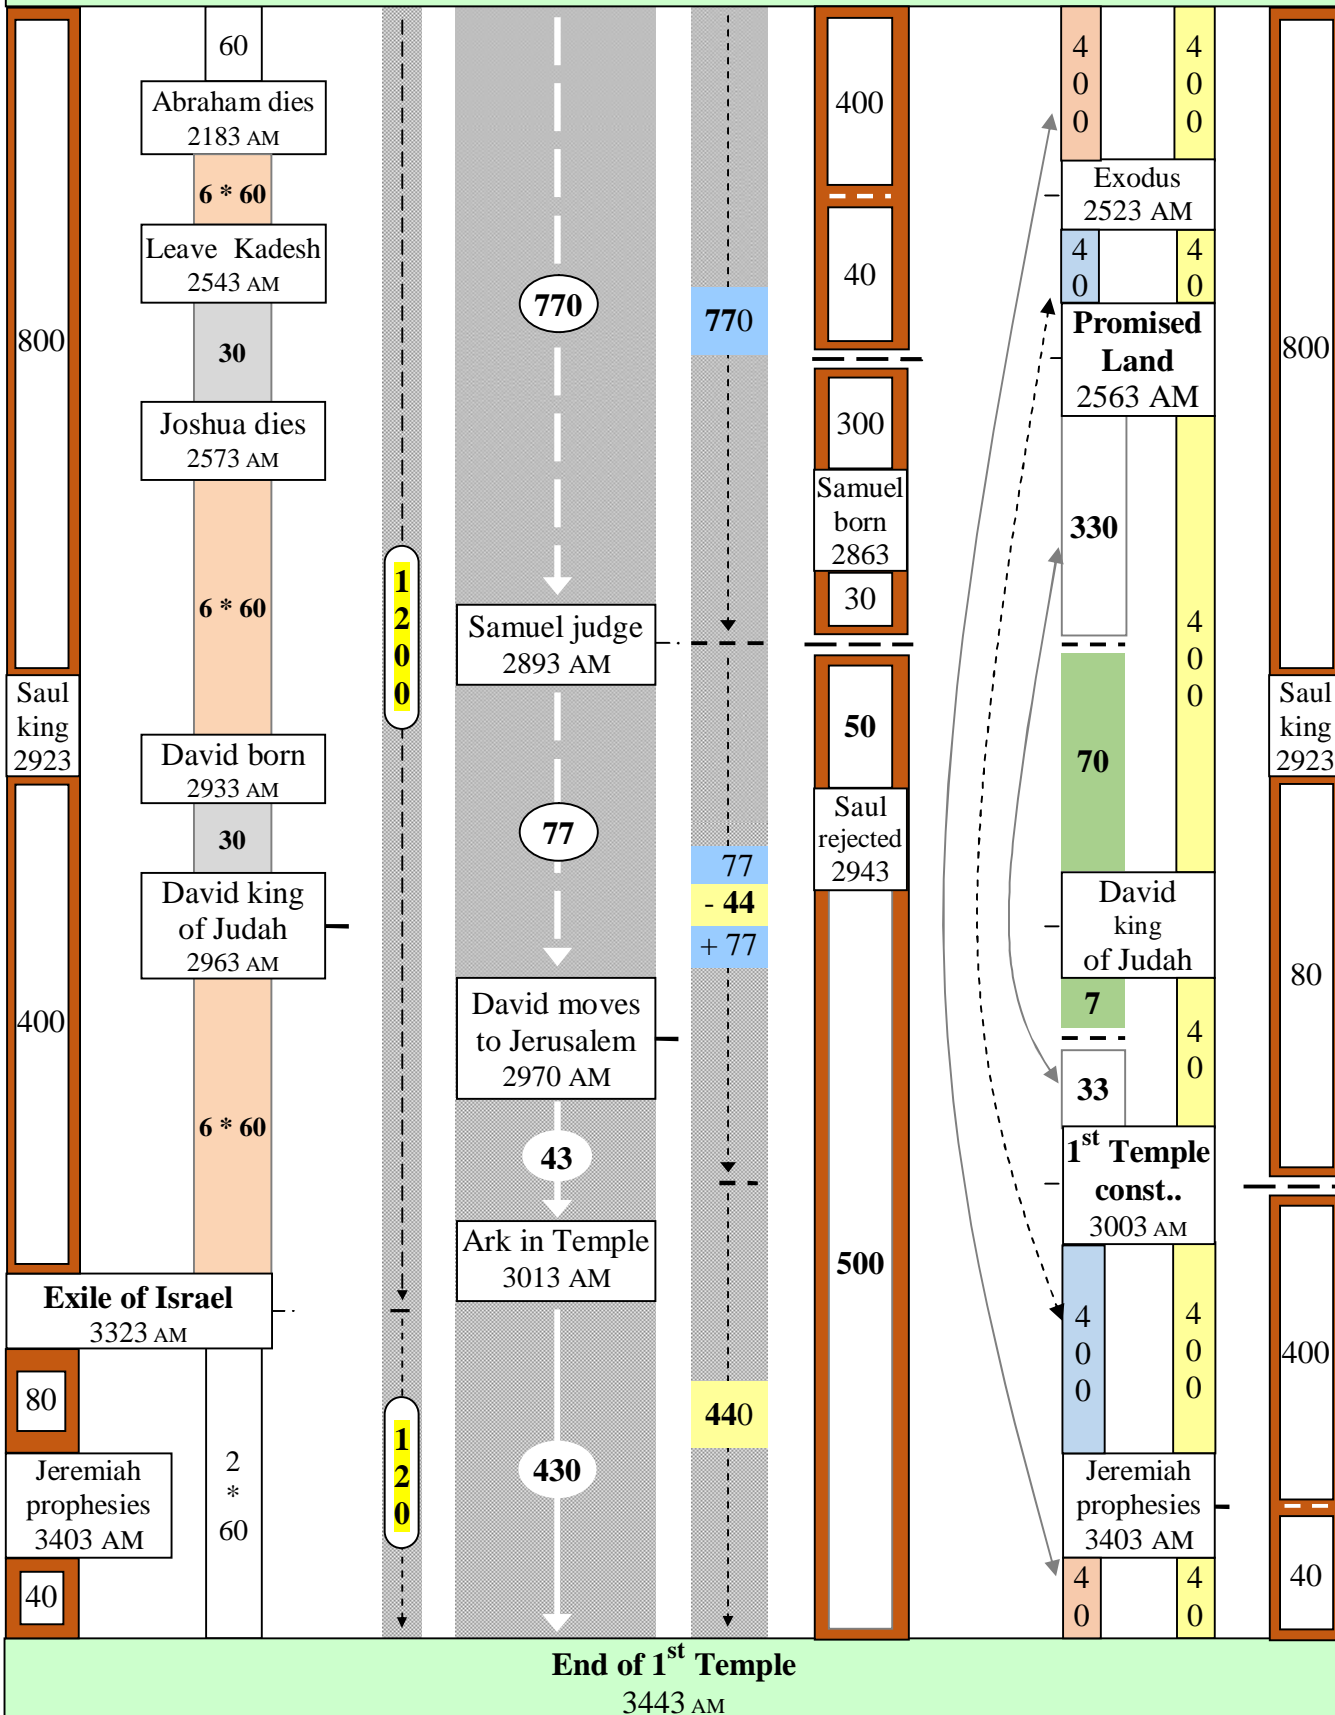 800
Saul
king
2923
400
60
Abraham dies
2183 AM
6 * 60
Leave Kadesh
2543 AM
30
Joshua dies
2573 AM
6 * 60
David born
2933 AM
30
David king
of Judah
2963 AM
6 * 60
Exile of Israel
3323 AM
80
Jeremiah
prophesies
3403 AM
40
2
*
60
1
2
0
0
1
2
0
770
Samuel judge
2893 AM
77
David moves
to Jerusalem
2970 AM
43
Ark in Temple
3013 AM
430
770
77
- 44
+ 77
440
400
40
300
Samuel
born
2863
30
50
Saul
rejected
2943
500
4
0
0
Exodus
2523 AM
4
0
Promised
Land
2563 AM
330
70
David
king
of Judah
7
33
1st Temple
const..
3003 AM
4
0
0
Jeremiah
prophesies
3403 AM
4
0
4
0
0
4
0
4
0
0
4
0
4
0
0
4
0
800
Saul
king
2923
80
400
40
End of 1st Temple
3443 AM